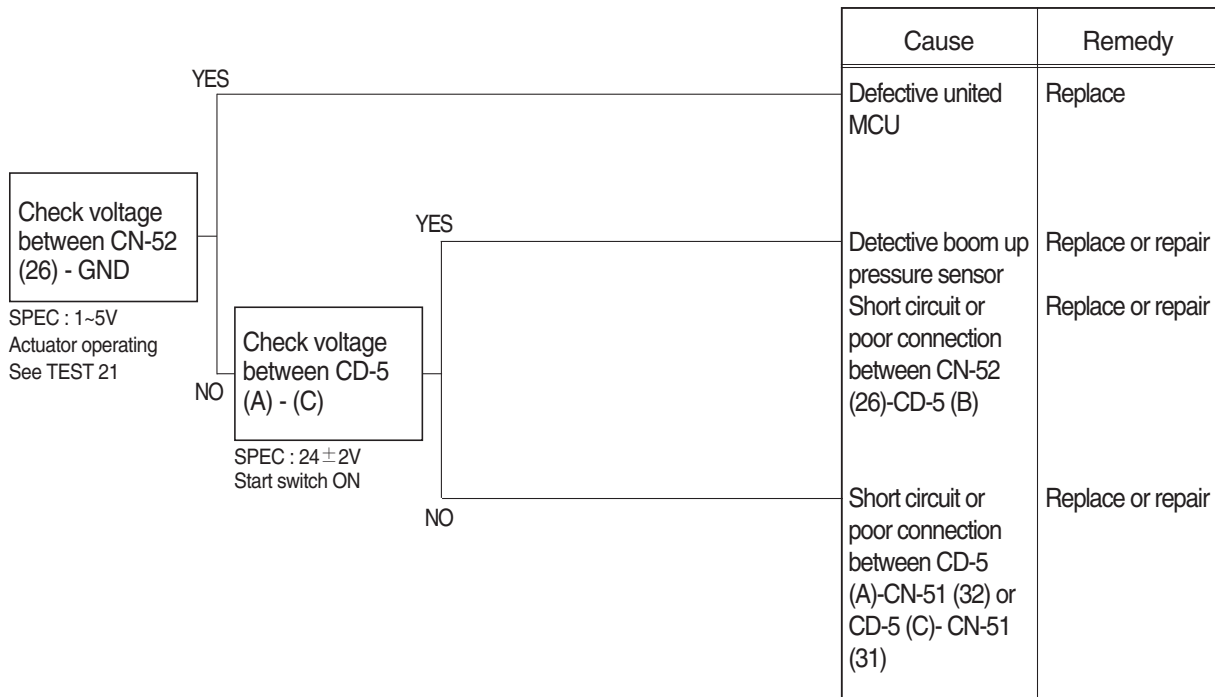 Cause
Remedy
YES
Defective united
MCU
Replace
Check voltage
between CN-52
(26) - GND
SPEC : 1~5V
Actuator operating
See TEST 21
YES
Detective boom up
pressure sensor
Replace or repair
Short circuit or
poor connection
between CN-52
(26)-CD-5 (B)
Replace or repair
NO
Check voltage
between CD-5
(A) - (C)
SPEC : 24±2V
Start switch ON
NO
Short circuit or
poor connection
between CD-5
(A)-CN-51 (32) or
CD-5 (C)- CN-51
(31)
Replace or repair